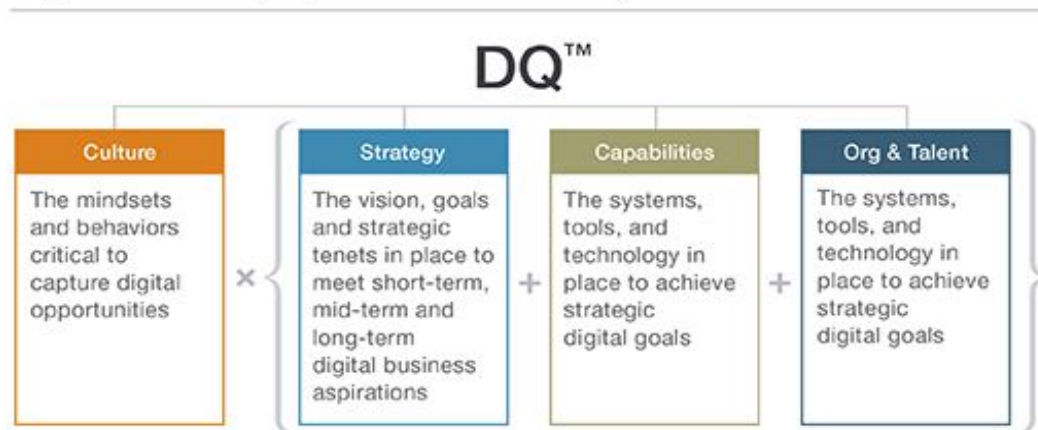 DQ™
Culture
The mindsets
and behaviors
critical to
capture digital
opportunities
×
Strategy
The vision, goals
and strategic
tenets in place to
meet short-term,
mid-term and
long-term
digital business
aspirations
+
Capabilities
The systems,
tools, and
technology in
place to achieve
strategic
digital goals
+
Org & Talent
The systems,
tools, and
technology in
place to achieve
strategic
digital goals